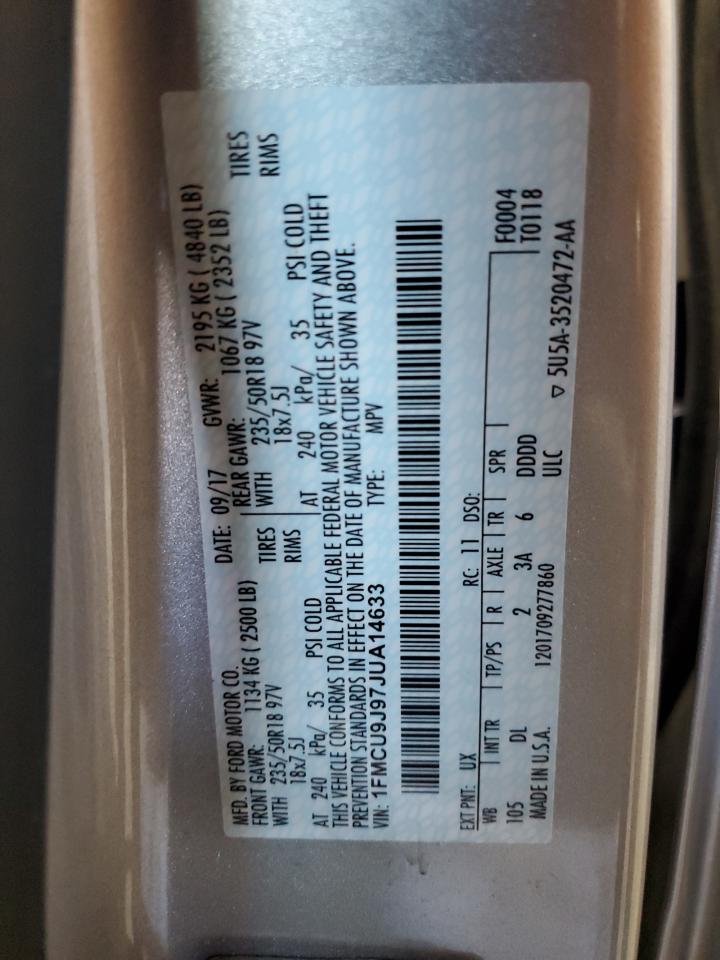 MFD. BY FORD MOTOR CO.
DATE: 09/17 GVWR: 2195 KG ( 4840 LB)
FRONT GAWR: 1134 KG ( 2500 LB) REAR GAWR: 1067 KG ( 2352 LB)
WITH 235/50R18 97V TIRES WITH 235/50R18 97V TIRES
18x7.5J RIMS 18x7.5J RIMS
AT 240 kPa/ 35 PSI COLD AT 240 kPa/ 35 PSI COLD
THIS VEHICLE CONFORMS TO ALL APPLICABLE FEDERAL MOTOR VEHICLE SAFETY AND THEFT
PREVENTION STANDARDS IN EFFECT ON THE DATE OF MANUFACTURE SHOWN ABOVE.
VIN: 1FMCU9J97JUA14633 TYPE: MPV
EXT PNT: UX RC: 11 DSO:
WB INT TR TP/PS R AXLE TR SPR F0004
105 DL 2 3A 6 DDDD T0118
MADE IN U.S.A. 1201709277860 ULC ▽ 5U5A-3520472-AA